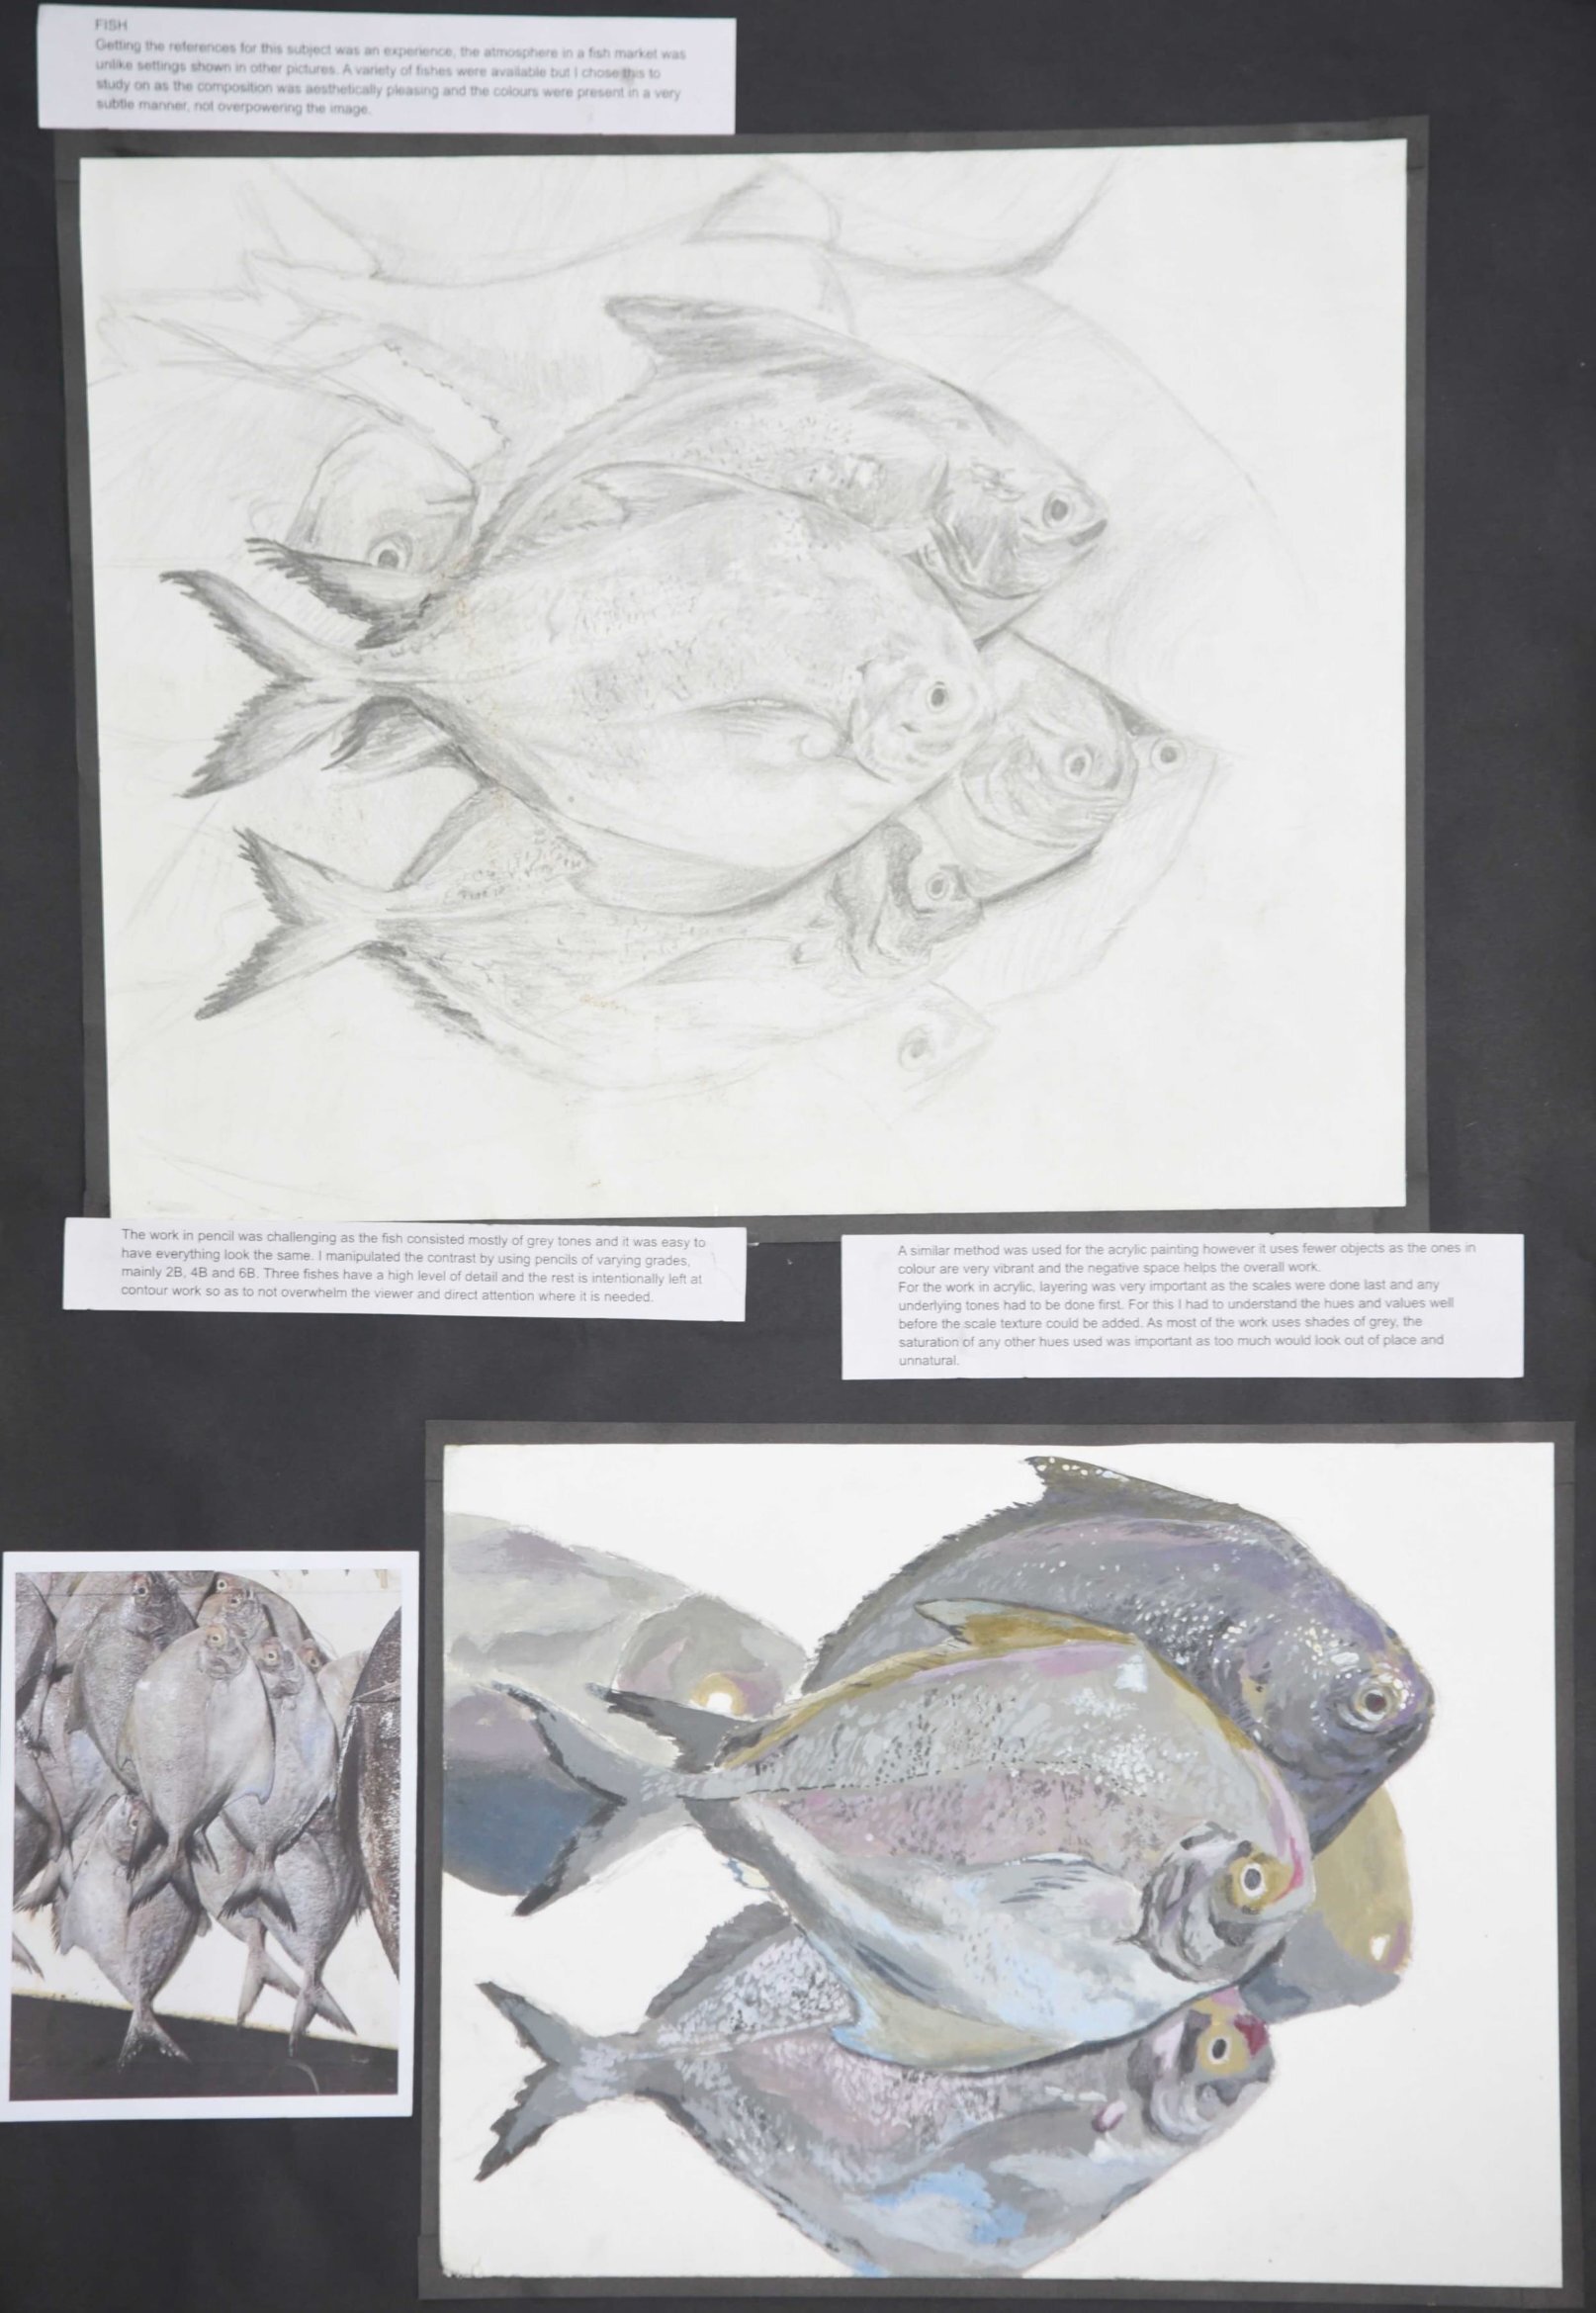 FISH
Getting the references for this subject was an experience, the atmosphere in a fish market was
unlike settings shown in other pictures. A variety of fishes were available but I chose this to
study on as the composition was aesthetically pleasing and the colours were present in a very
subtle manner, not overpowering the image.
The work in pencil was challenging as the fish consisted mostly of grey tones and it was easy to
have everything look the same. I manipulated the contrast by using pencils of varying grades,
mainly 2B, 4B and 6B. Three fishes have a high level of detail and the rest is intentionally left at
contour work so as to not overwhelm the viewer and direct attention where it is needed.
A similar method was used for the acrylic painting however it uses fewer objects as the ones in
colour are very vibrant and the negative space helps the overall work.
For the work in acrylic, layering was very important as the scales were done last and any
underlying tones had to be done first. For this I had to understand the hues and values well
before the scale texture could be added. As most of the work uses shades of grey, the
saturation of any other hues used was important as too much would look out of place and
unnatural.